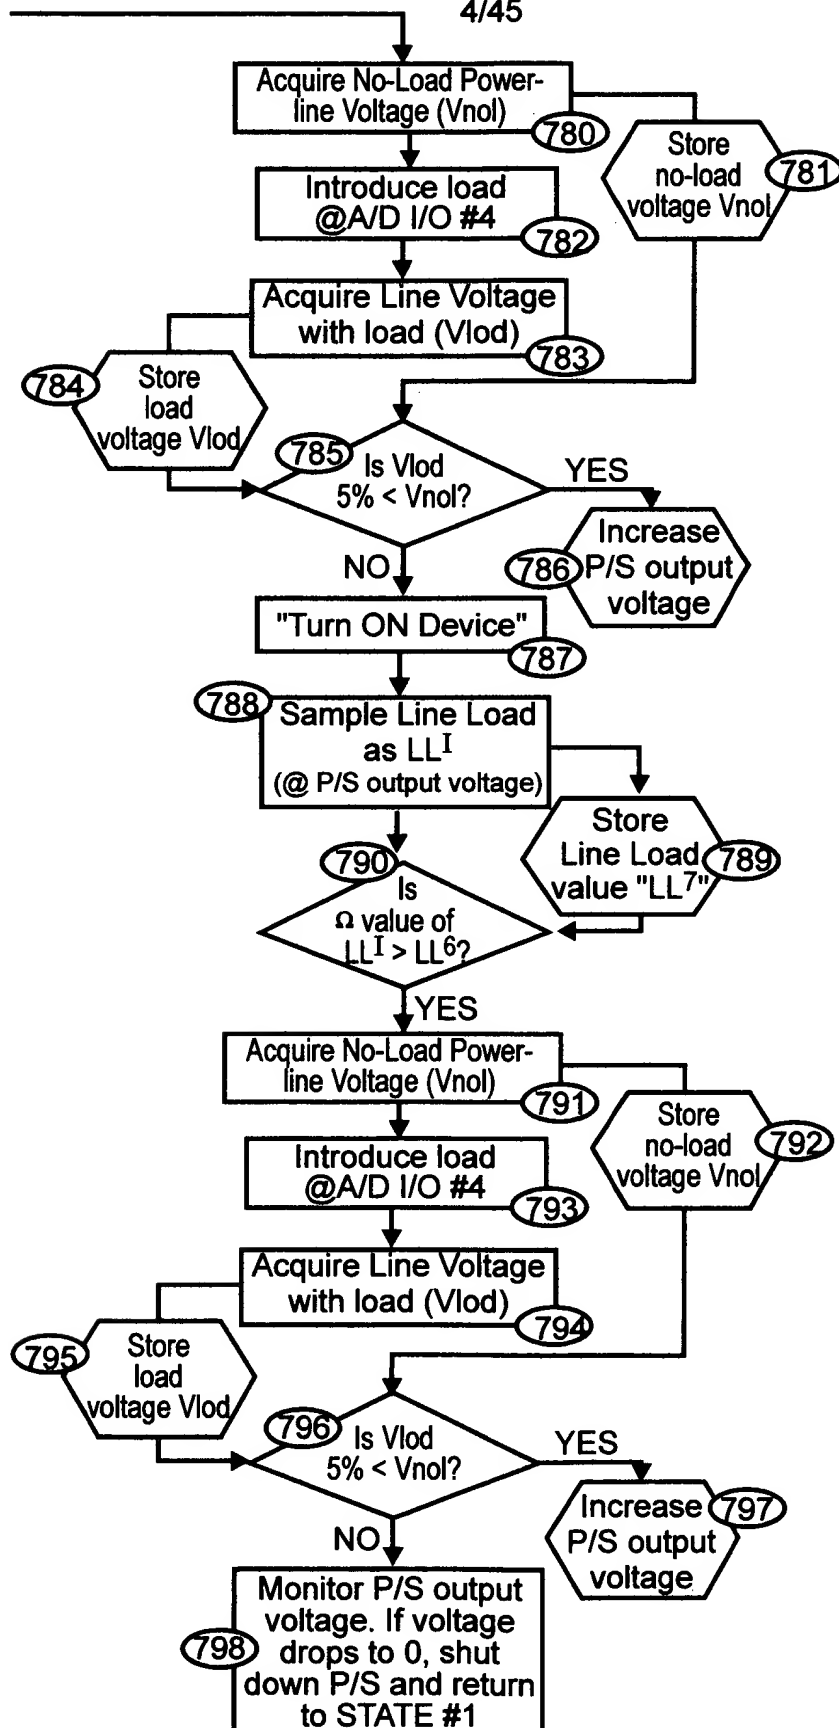 4/45
Acquire No-Load Power-
line Voltage (Vnol)
780
Store
no-load
voltage Vnol
781
Introduce load
@A/D I/O #4
782
Acquire Line Voltage
with load (Vlod)
783
784
Store
load
voltage Vlod
785
Is Vlod
5% < Vnol?
YES
Increase
P/S output
voltage
786
NO
"Turn ON Device"
787
788
Sample Line Load
as LLᴵ
(@ P/S output voltage)
Store
Line Load
value "LL⁷"
789
790
Is
Ω value of
LLᴵ > LL⁶?
YES
Acquire No-Load Power-
line Voltage (Vnol)
791
Store
no-load
voltage Vnol
792
Introduce load
@A/D I/O #4
793
Acquire Line Voltage
with load (Vlod)
794
795
Store
load
voltage Vlod
796
Is Vlod
5% < Vnol?
YES
Increase
P/S output
voltage
797
NO
798
Monitor P/S output
voltage. If voltage
drops to 0, shut
down P/S and return
to STATE #1